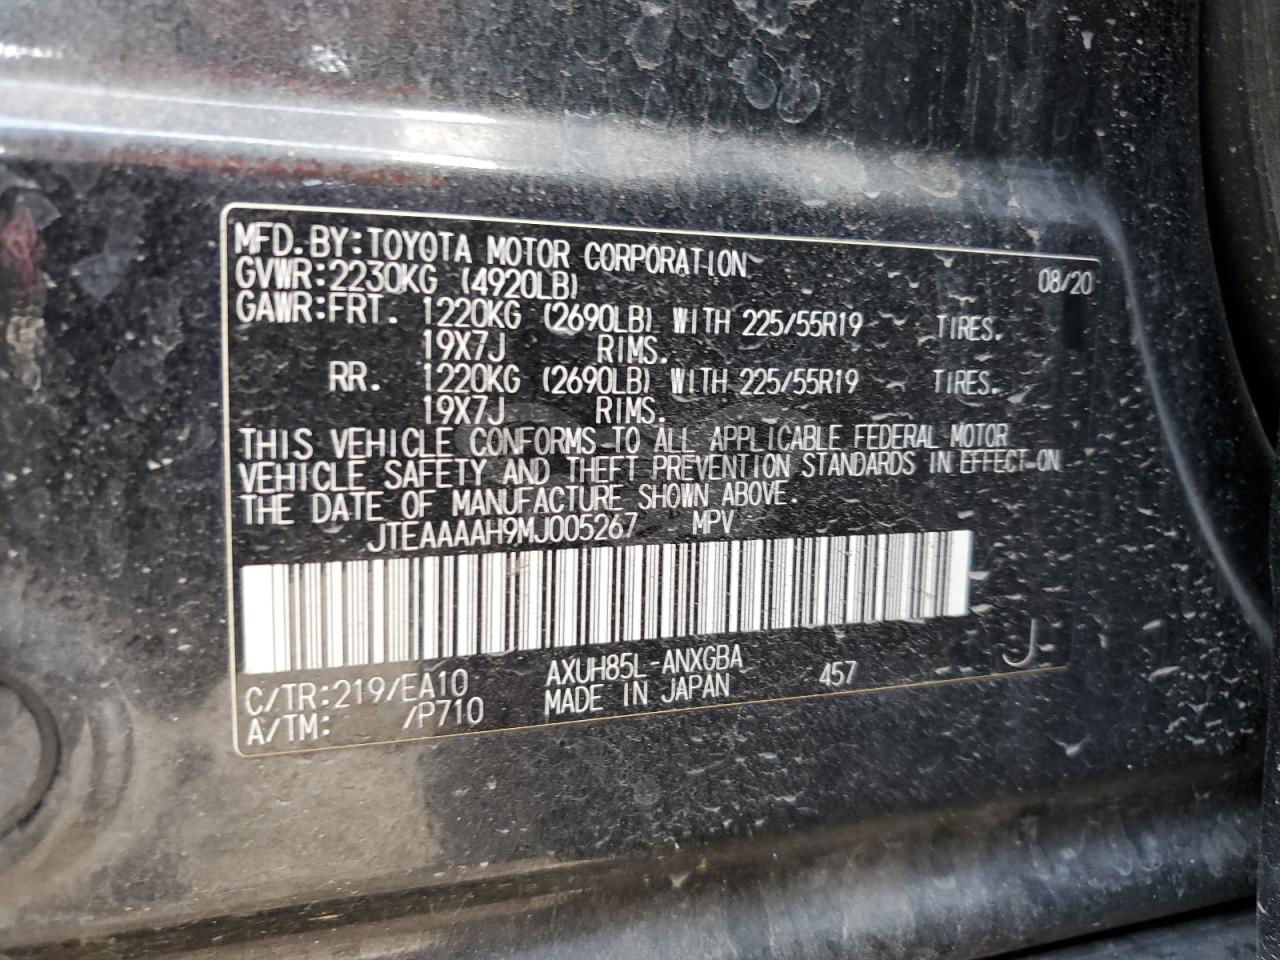 MFD.BY:TOYOTA MOTOR CORPORATION 08/20
GVWR:2230KG (4920LB)
GAWR:FRT. 1220KG (2690LB) WITH 225/55R19 TIRES.
19X7J RIMS.
RR. 1220KG (2690LB) WITH 225/55R19 TIRES.
19X7J RIMS.
THIS VEHICLE CONFORMS TO ALL APPLICABLE FEDERAL MOTOR
VEHICLE SAFETY AND THEFT PREVENTION STANDARDS IN EFFECT ON
THE DATE OF MANUFACTURE SHOWN ABOVE.
JTEAAAAH9MJ005267 MPV
C/TR:219/EA10 AXUH85L-ANXGBA 457 J
A/TM: /P710 MADE IN JAPAN